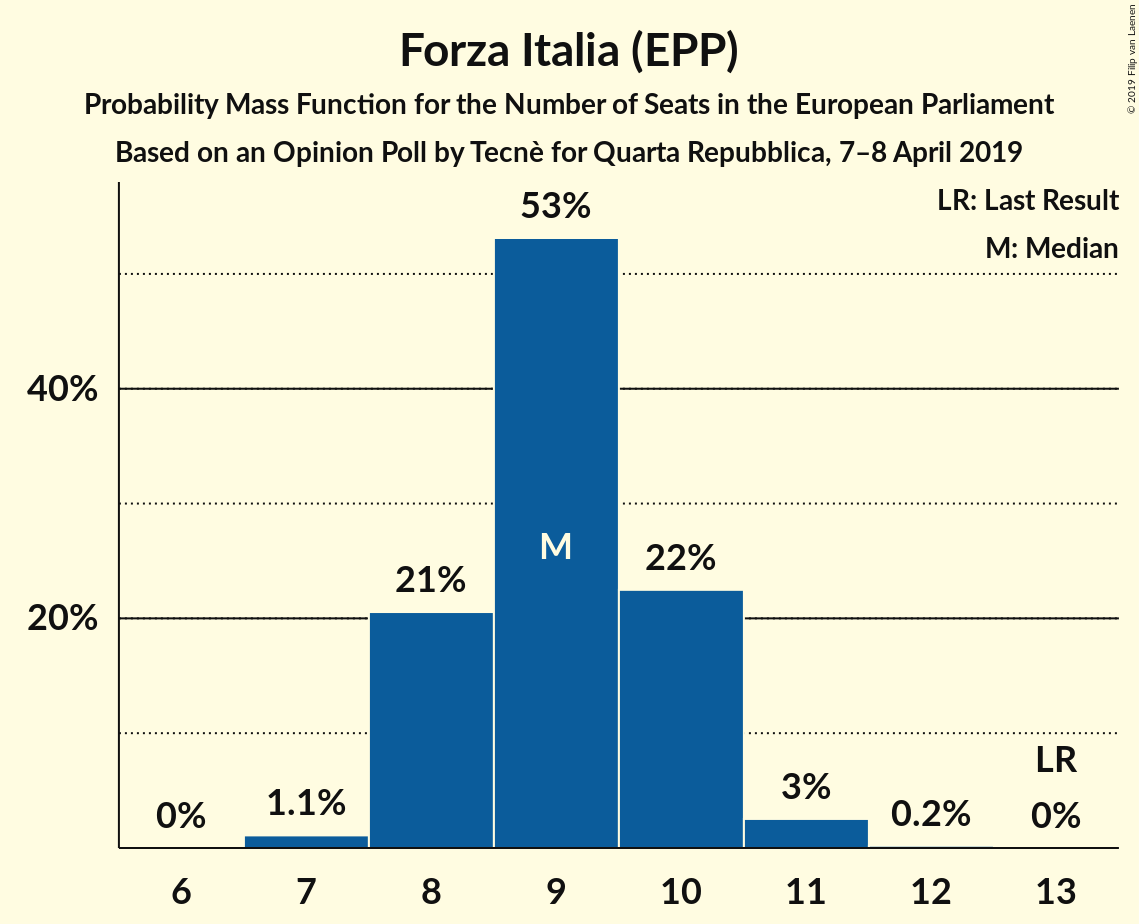 Forza Italia (EPP)
Probability Mass Function for the Number of Seats in the European Parliament
Based on an Opinion Poll by Tecnè for Quarta Repubblica, 7–8 April 2019
© 2019 Filip van Laenen
LR: Last Result
M: Median
53%
40%
M
22%
21%
20%
LR
3%
1.1%
0.2%
0%
0%
6 7 8 9 10 11 12 13